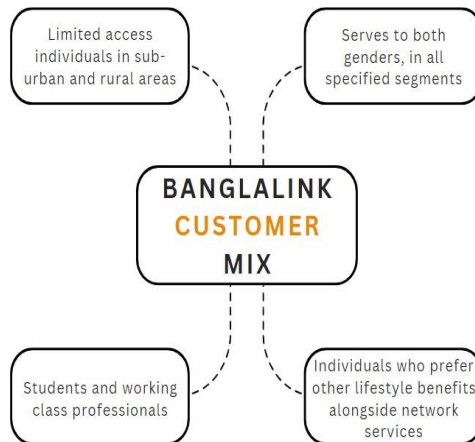 Limited access
individuals in sub-
urban and rural areas
Serves to both
genders, in all
specified segments
BANGLALINK
CUSTOMER
MIX
Students and working
class professionals
Individuals who prefer
other lifestyle benefits
alongside network
services